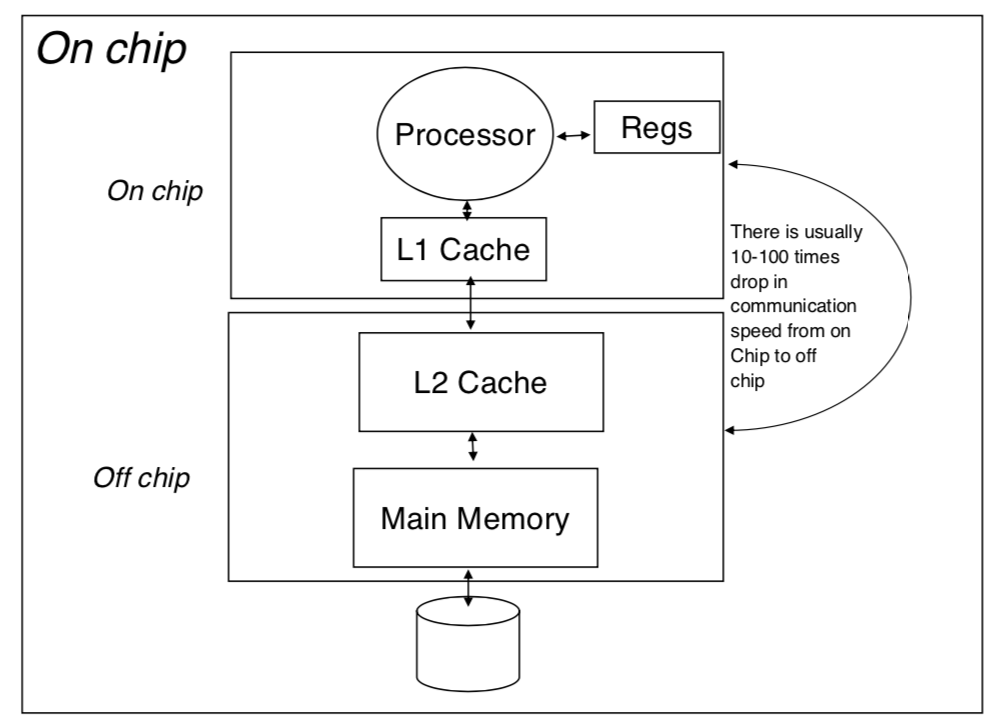 On chip
Processor
Regs
On chip
L1 Cache
There is usually
10-100 times
drop in
communication
speed from on
Chip to off
chip
L2 Cache
Off chip
Main Memory